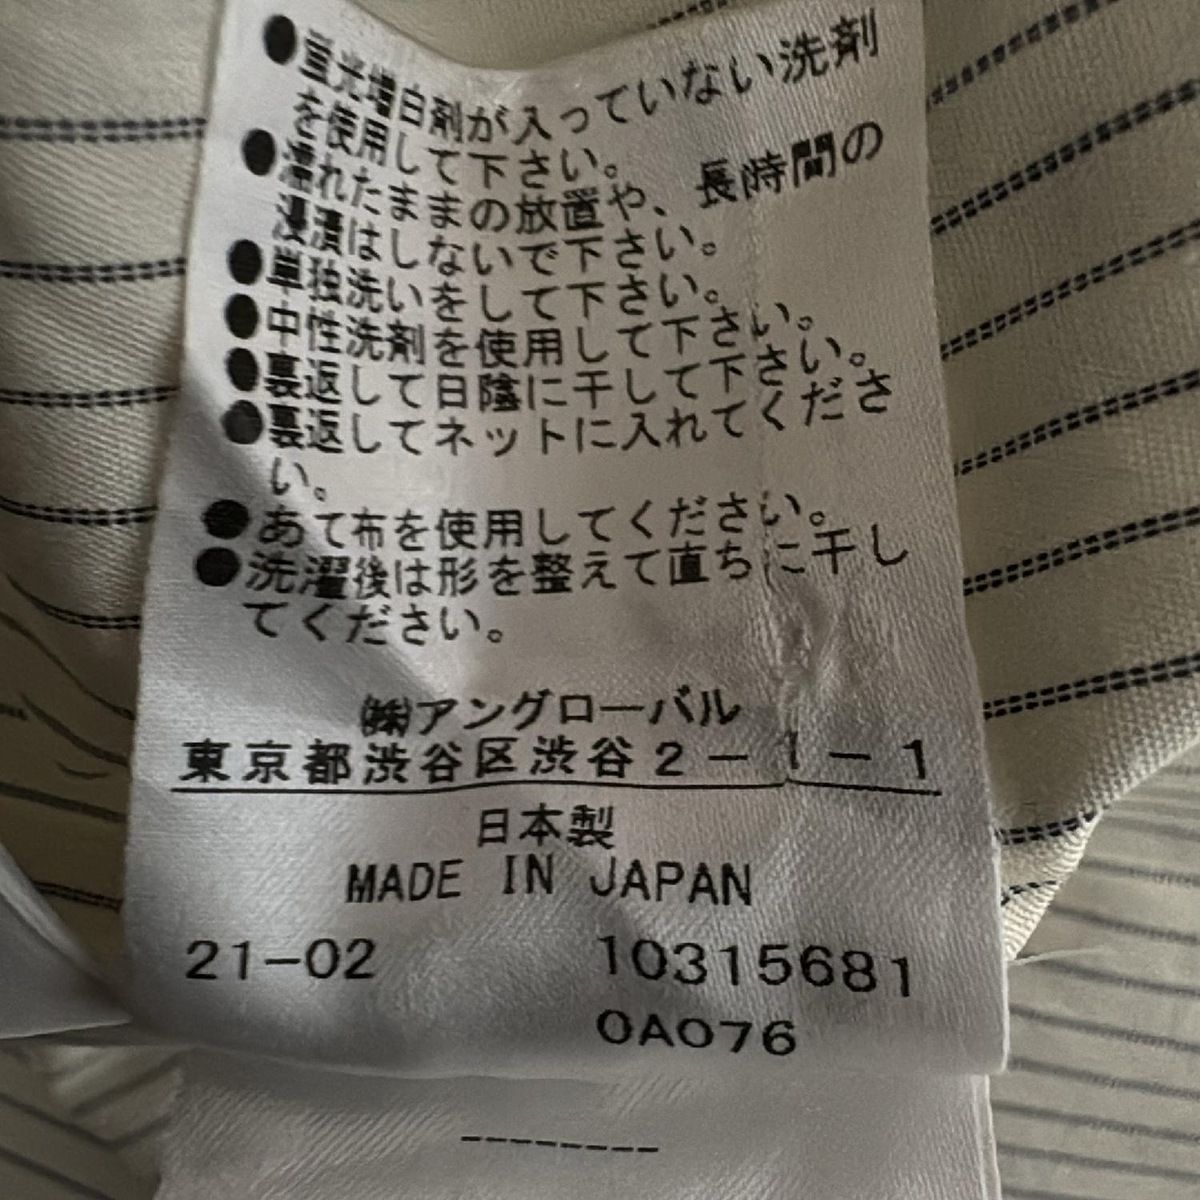 ●蛍光増白剤が入っていない洗剤
を使用して下さい。
●濡れたままの放置や、長時間の
浸漬はしないで下さい。
●単独洗いをして下さい。
●中性洗剤を使用して下さい。
●裏返して日陰に干して下さい。
●裏返してネットに入れてくださ
い。
●あて布を使用してください。
●洗濯後は形を整えて直ちに干し
てください。
㈱アングローバル
東京都渋谷区渋谷2-1-1
日本製
MADE IN JAPAN
21-02 10315681
0A076